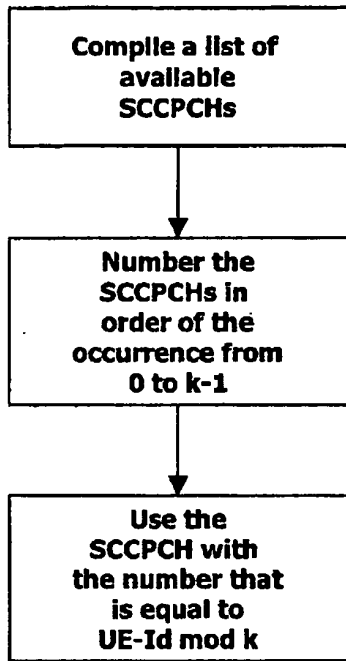 Compile a list of
available
SCCPCHs
Number the
SCCPCHs in
order of the
occurrence from
0 to k-1
Use the
SCCPCH with
the number that
is equal to
UE-Id mod k